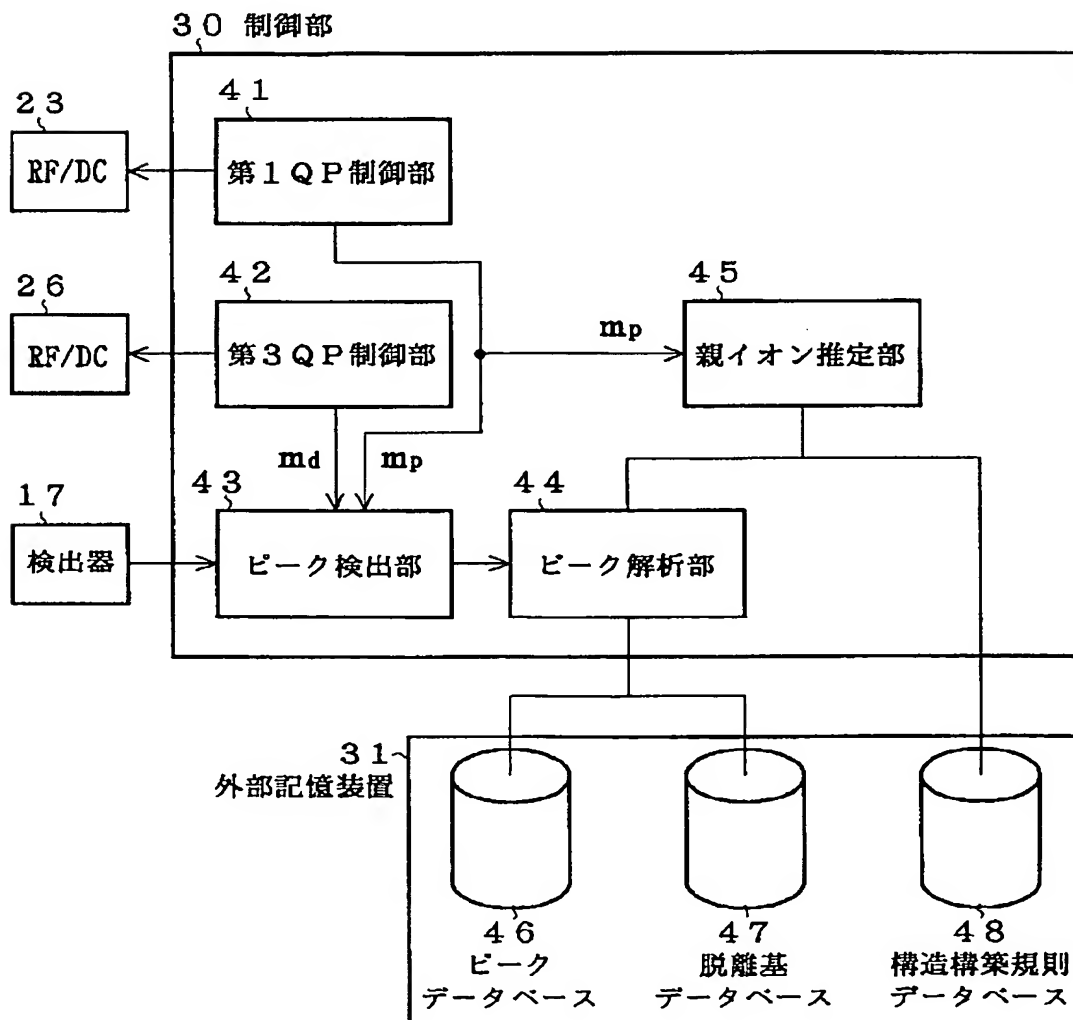 ３０ 制御部
２３
RF/DC
４１
第１ＱＰ制御部
２６
RF/DC
４２
第３ＱＰ制御部
４５
親イオン推定部
mp
md
mp
１７
検出器
４３
ピーク検出部
４４
ピーク解析部
３１
外部記憶装置
４６
ピーク
データベース
４７
脱離基
データベース
４８
構造構築規則
データベース